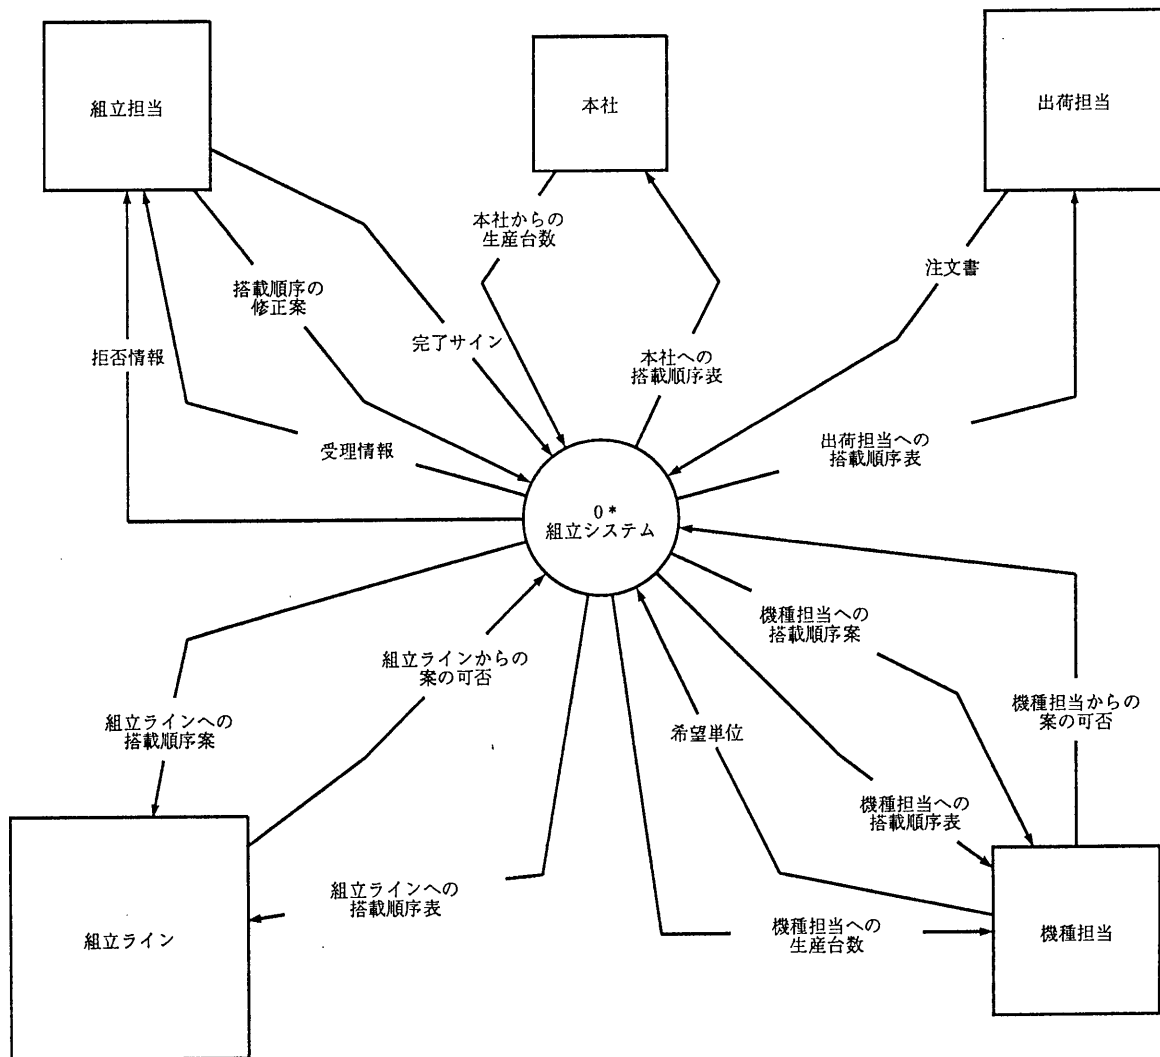 組立担当
本社
出荷担当
本社からの
生産台数
搭載順序の
修正案
注文書
拒否情報
完了サイン
本社への
搭載順序表
受理情報
出荷担当への
搭載順序表
0*
組立システム
機種担当への
搭載順序案
組立ラインからの
案の可否
機種担当からの
案の可否
組立ラインへの
搭載順序案
希望単位
機種担当への
搭載順序表
組立ラインへの
搭載順序表
機種担当への
生産台数
組立ライン
機種担当